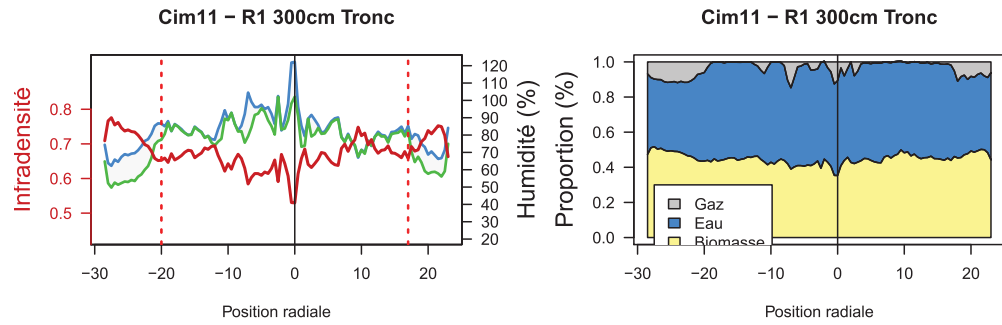 Cim11 − R1 300cm Tronc
Infradensité
0.8
0.7
0.6
0.5
120
110
100
90
80
70
60
50
40
30
20
Humidité (%)
−30 −20 −10 0 10 20
Position radiale
Cim11 − R1 300cm Tronc
Proportion (%)
1.0
0.8
0.6
0.4
0.2
0.0
Gaz
Eau
Biomasse
−30 −20 −10 0 10 20
Position radiale